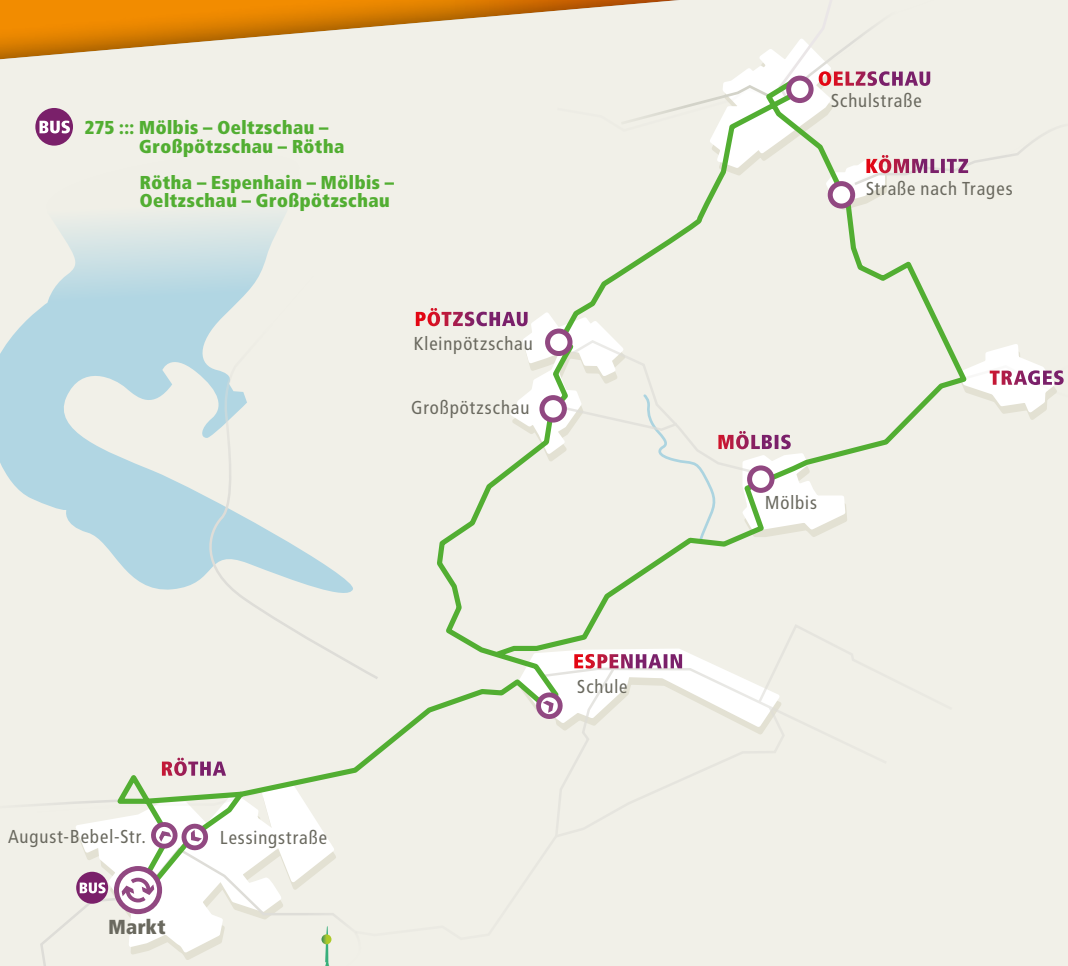 OELZSCHAU
Schulstraße
BUS
275 ::: Mölbis – Oeltzschau –
Großpötzschau – Rötha
KÖMMLITZ
Straße nach Trages
Rötha – Espenhain – Mölbis –
Oeltzschau – Großpötzschau
PÖTZSCHAU
Kleinpötzschau
TRAGES
Großpötzschau
MÖLBIS
Mölbis
ESPENHAIN
Schule
RÖTHA
August-Bebel-Str.
Lessingstraße
BUS
Markt